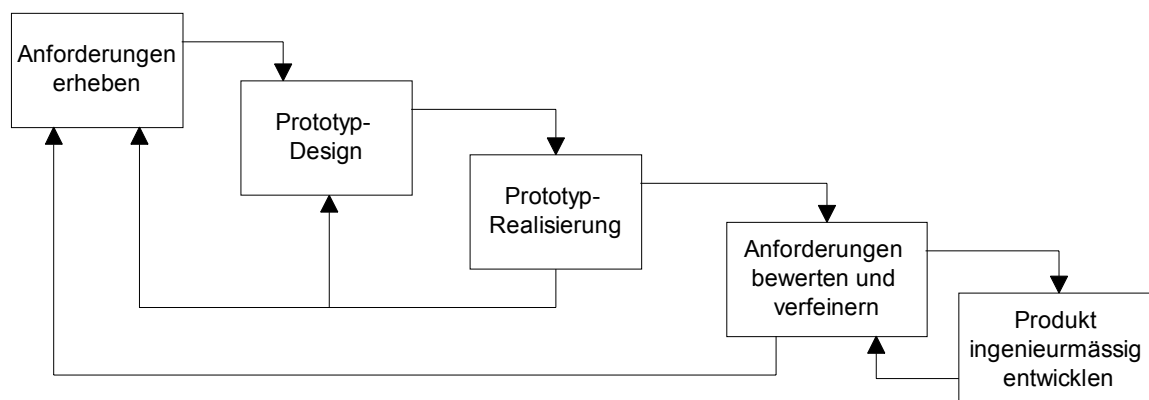 Anforderungen
erheben
Prototyp-
Design
Prototyp-
Realisierung
Anforderungen
bewerten und
verfeinern
Produkt
ingenieurmässig
entwicklen